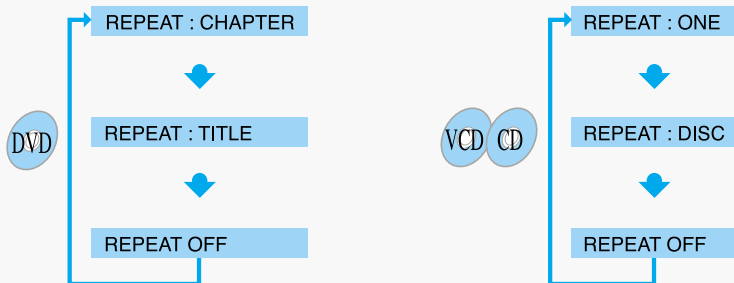 REPEAT : CHAPTER
DVD
REPEAT : TITLE
REPEAT OFF
REPEAT : ONE
VCD CD
REPEAT : DISC
REPEAT OFF